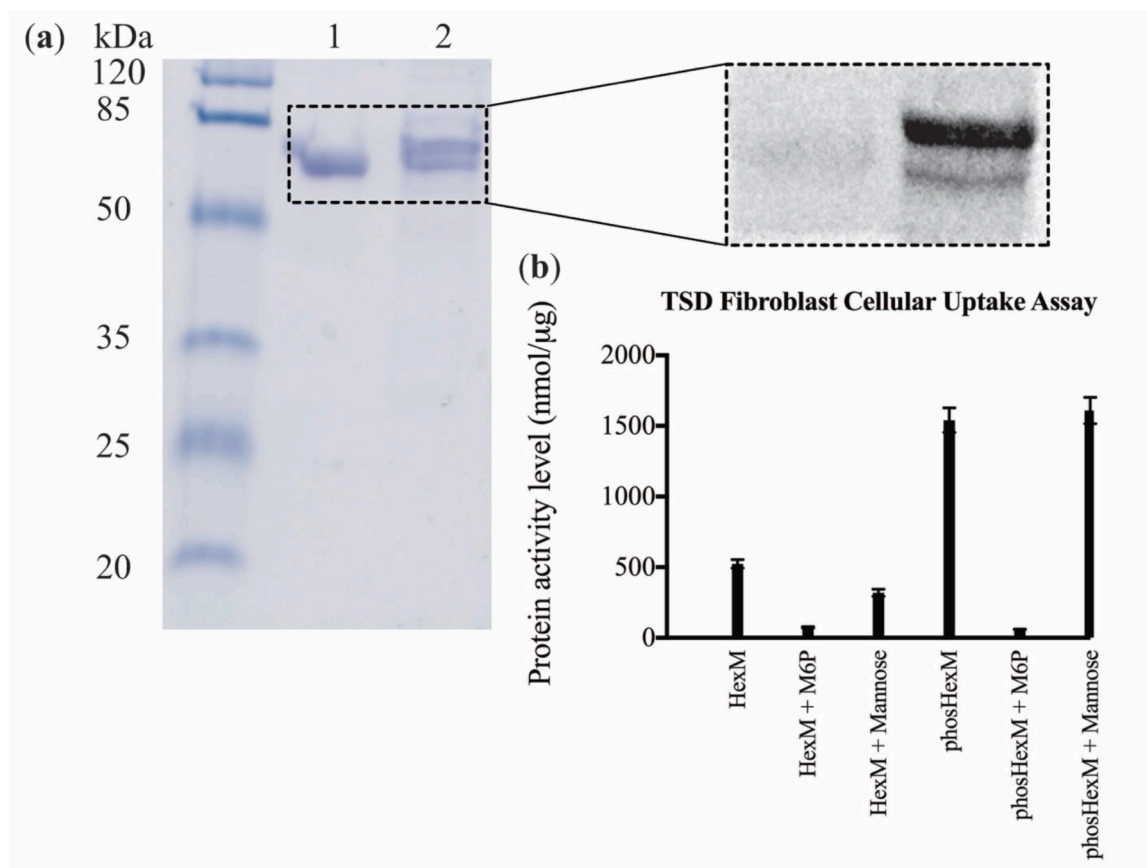 (a) kDa 1 2
120
85
50
35
25
20
(b)
TSD Fibroblast Cellular Uptake Assay
Protein activity level (nmol/µg)
2000
1500
1000
500
0
HexM
HexM + M6P
HexM + Mannose
phosHexM
phosHexM + M6P
phosHexM + Mannose